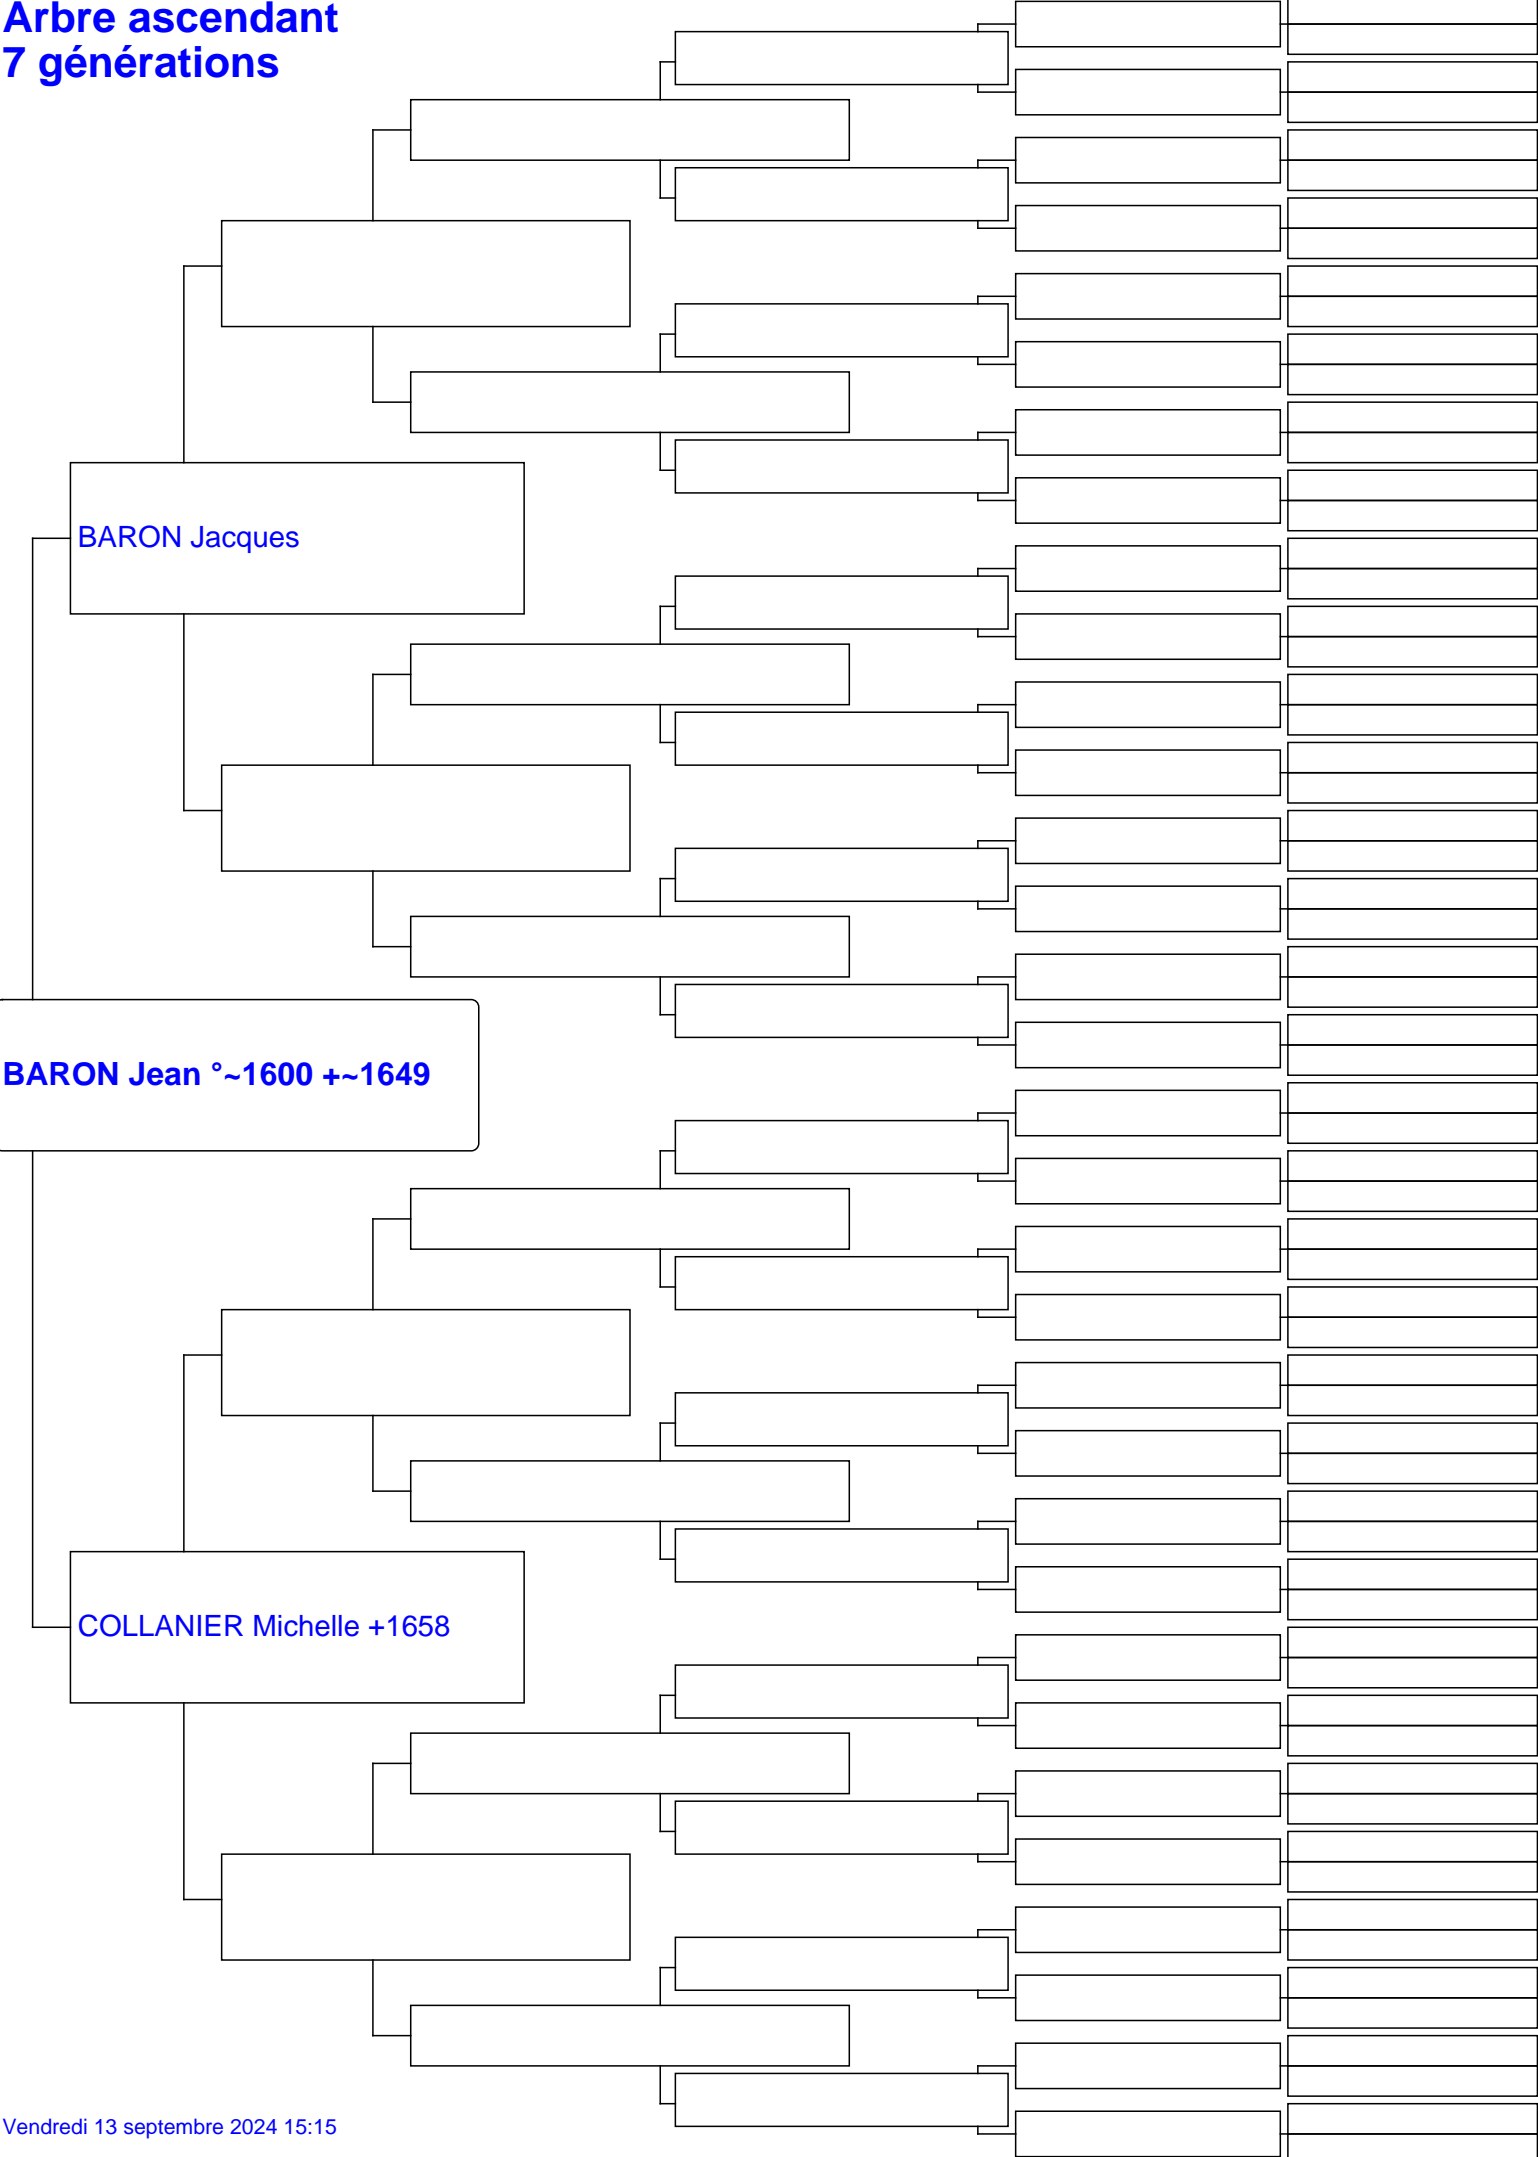 Arbre ascendant
7 générations
BARON Jacques
BARON Jean °~1600 +~1649
COLLANIER Michelle +1658
Vendredi 13 septembre 2024 15:15